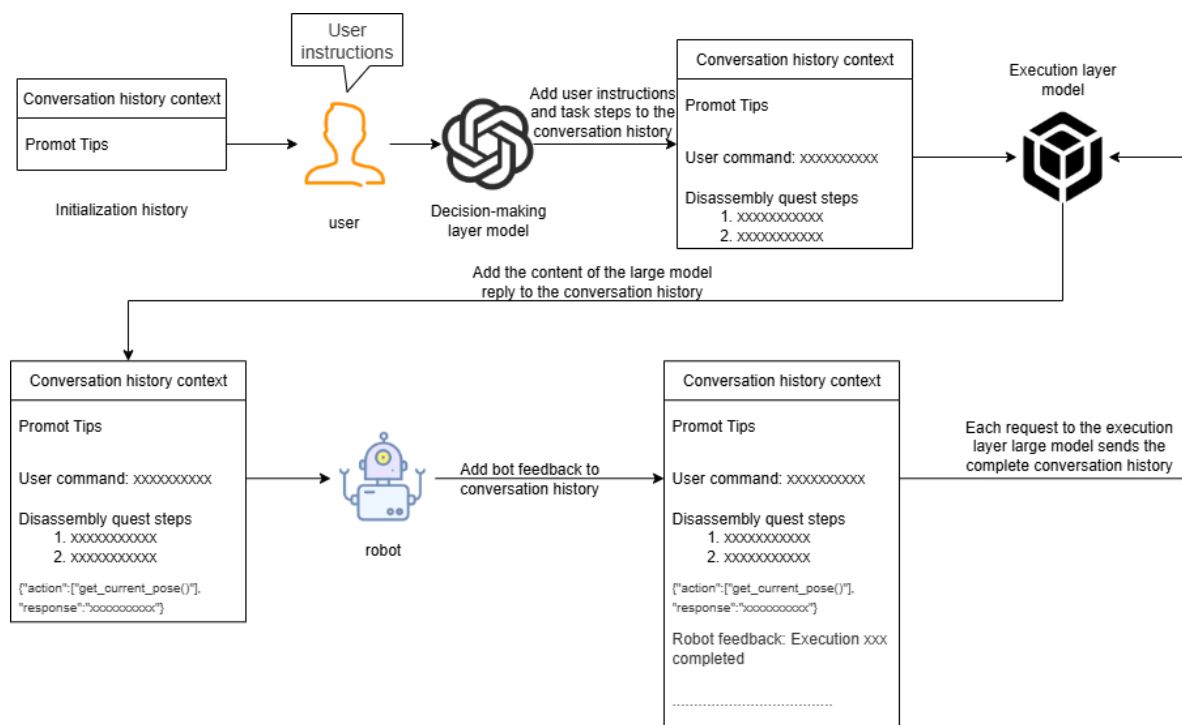 User
instructions
Conversation history context
Promot Tips
Initialization history
user
Decision-making
layer model
Add user instructions
and task steps to the
conversation history
Conversation history context
Promot Tips
User command: xxxxxxxxxx
Disassembly quest steps
1. xxxxxxxxxxx
2. xxxxxxxxxxx
Execution layer
model
Add the content of the large model
reply to the conversation history
Conversation history context
Promot Tips
User command: xxxxxxxxxx
Disassembly quest steps
1. xxxxxxxxxxx
2. xxxxxxxxxxx
{"action":["get_current_pose()"],
"response":"xxxxxxxxxx"}
robot
Add bot feedback to
conversation history
Conversation history context
Promot Tips
User command: xxxxxxxxxx
Disassembly quest steps
1. xxxxxxxxxxx
2. xxxxxxxxxxx
{"action":["get_current_pose()"],
"response":"xxxxxxxxxx"}
Robot feedback: Execution xxx
completed
......................................
Each request to the execution
layer large model sends the
complete conversation history